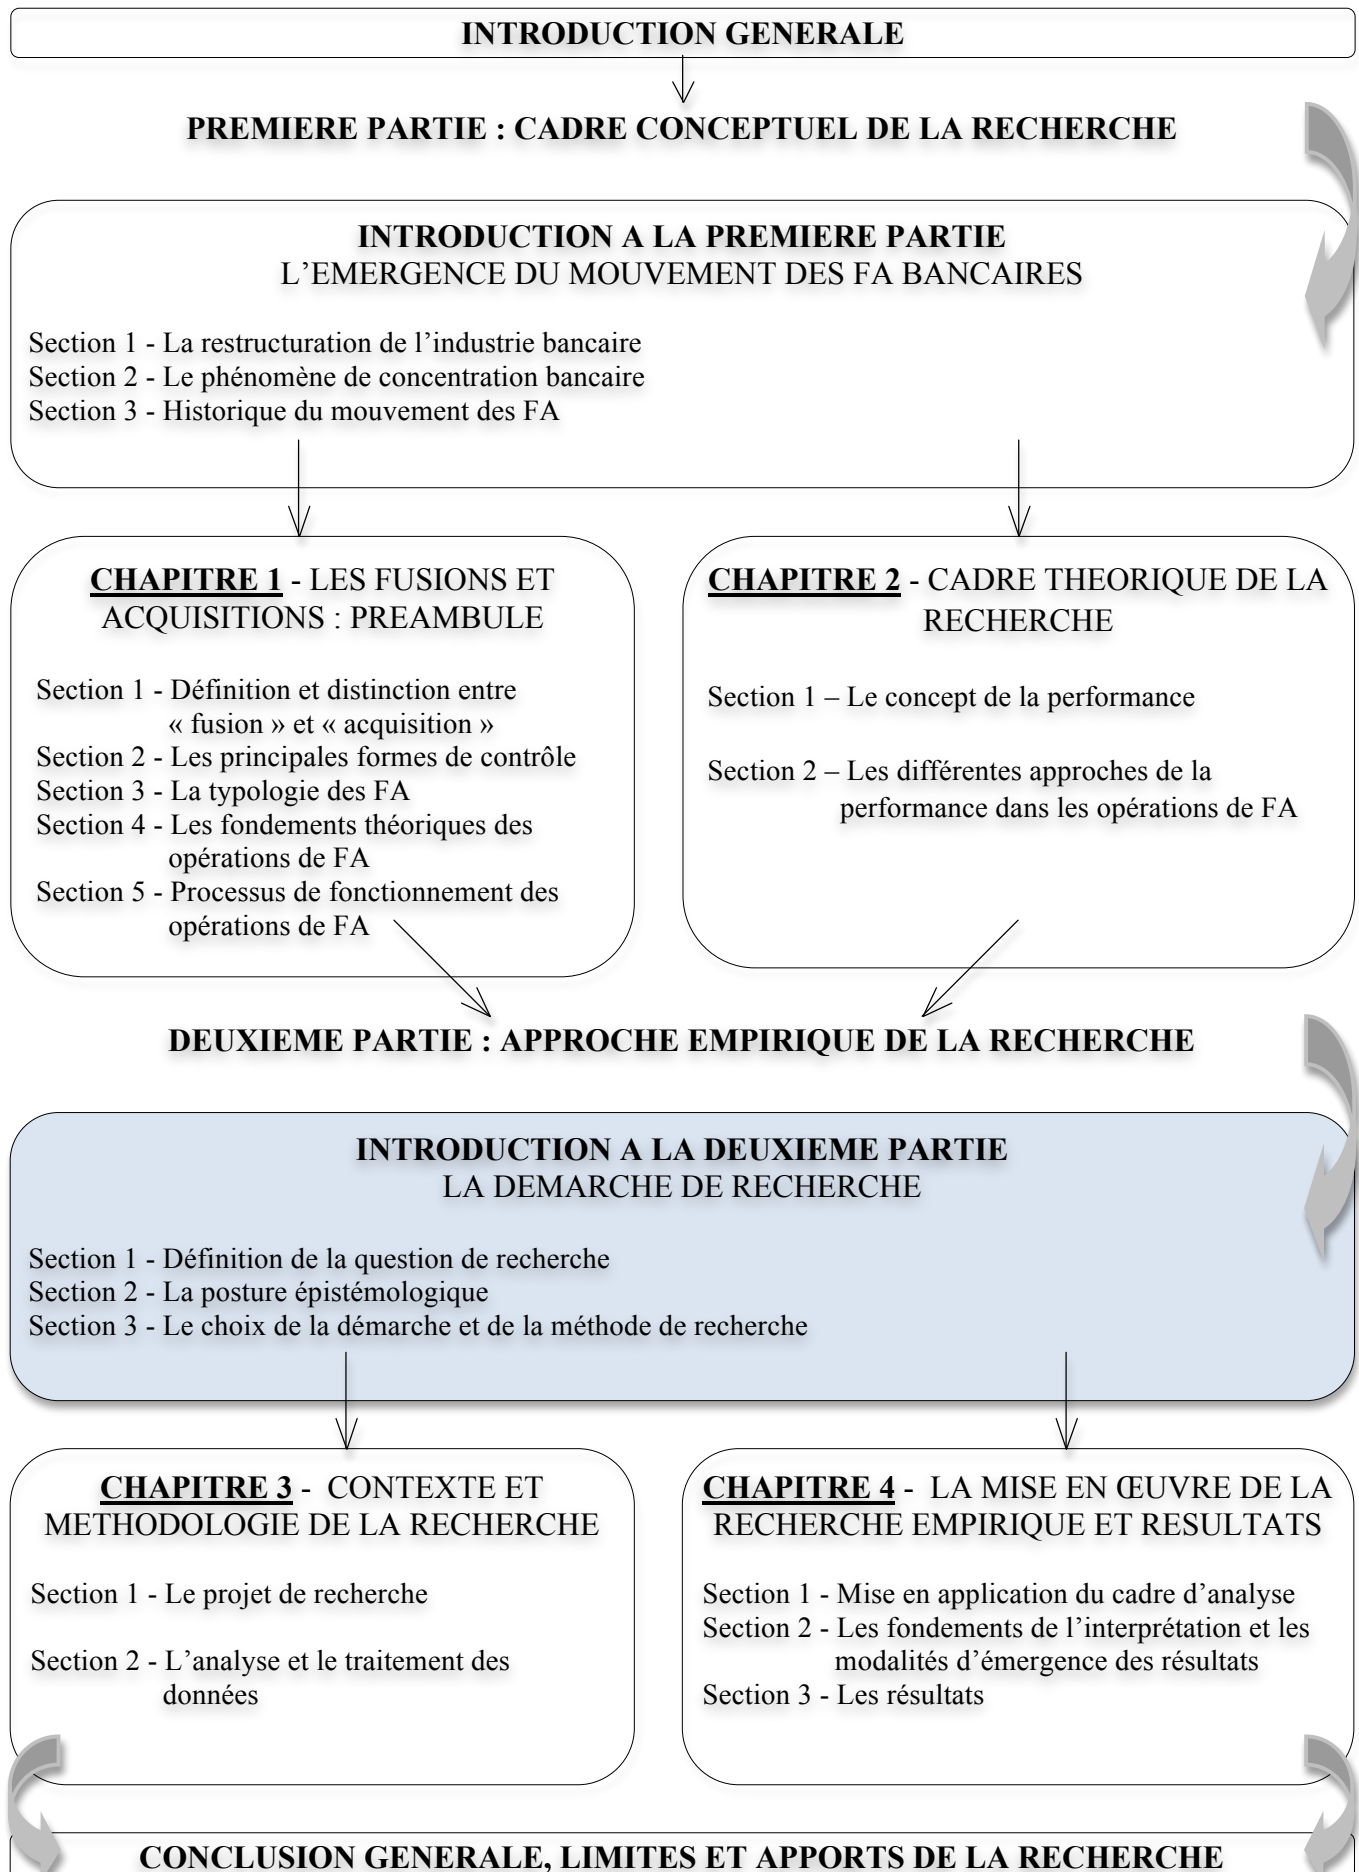 INTRODUCTION GENERALE
PREMIERE PARTIE : CADRE CONCEPTUEL DE LA RECHERCHE
INTRODUCTION A LA PREMIERE PARTIE
L’EMERGENCE DU MOUVEMENT DES FA BANCAIRES
Section 1 - La restructuration de l’industrie bancaire
Section 2 - Le phénomène de concentration bancaire
Section 3 - Historique du mouvement des FA
CHAPITRE 1 - LES FUSIONS ET
ACQUISITIONS : PREAMBULE
Section 1 - Définition et distinction entre
« fusion » et « acquisition »
Section 2 - Les principales formes de contrôle
Section 3 - La typologie des FA
Section 4 - Les fondements théoriques des
opérations de FA
Section 5 - Processus de fonctionnement des
opérations de FA
CHAPITRE 2 - CADRE THEORIQUE DE LA
RECHERCHE
Section 1 – Le concept de la performance
Section 2 – Les différentes approches de la
performance dans les opérations de FA
DEUXIEME PARTIE : APPROCHE EMPIRIQUE DE LA RECHERCHE
INTRODUCTION A LA DEUXIEME PARTIE
LA DEMARCHE DE RECHERCHE
Section 1 - Définition de la question de recherche
Section 2 - La posture épistémologique
Section 3 - Le choix de la démarche et de la méthode de recherche
CHAPITRE 3 - CONTEXTE ET
METHODOLOGIE DE LA RECHERCHE
Section 1 - Le projet de recherche
Section 2 - L’analyse et le traitement des
données
CHAPITRE 4 - LA MISE EN ŒUVRE DE LA
RECHERCHE EMPIRIQUE ET RESULTATS
Section 1 - Mise en application du cadre d’analyse
Section 2 - Les fondements de l’interprétation et les
modalités d’émergence des résultats
Section 3 - Les résultats
CONCLUSION GENERALE, LIMITES ET APPORTS DE LA RECHERCHE